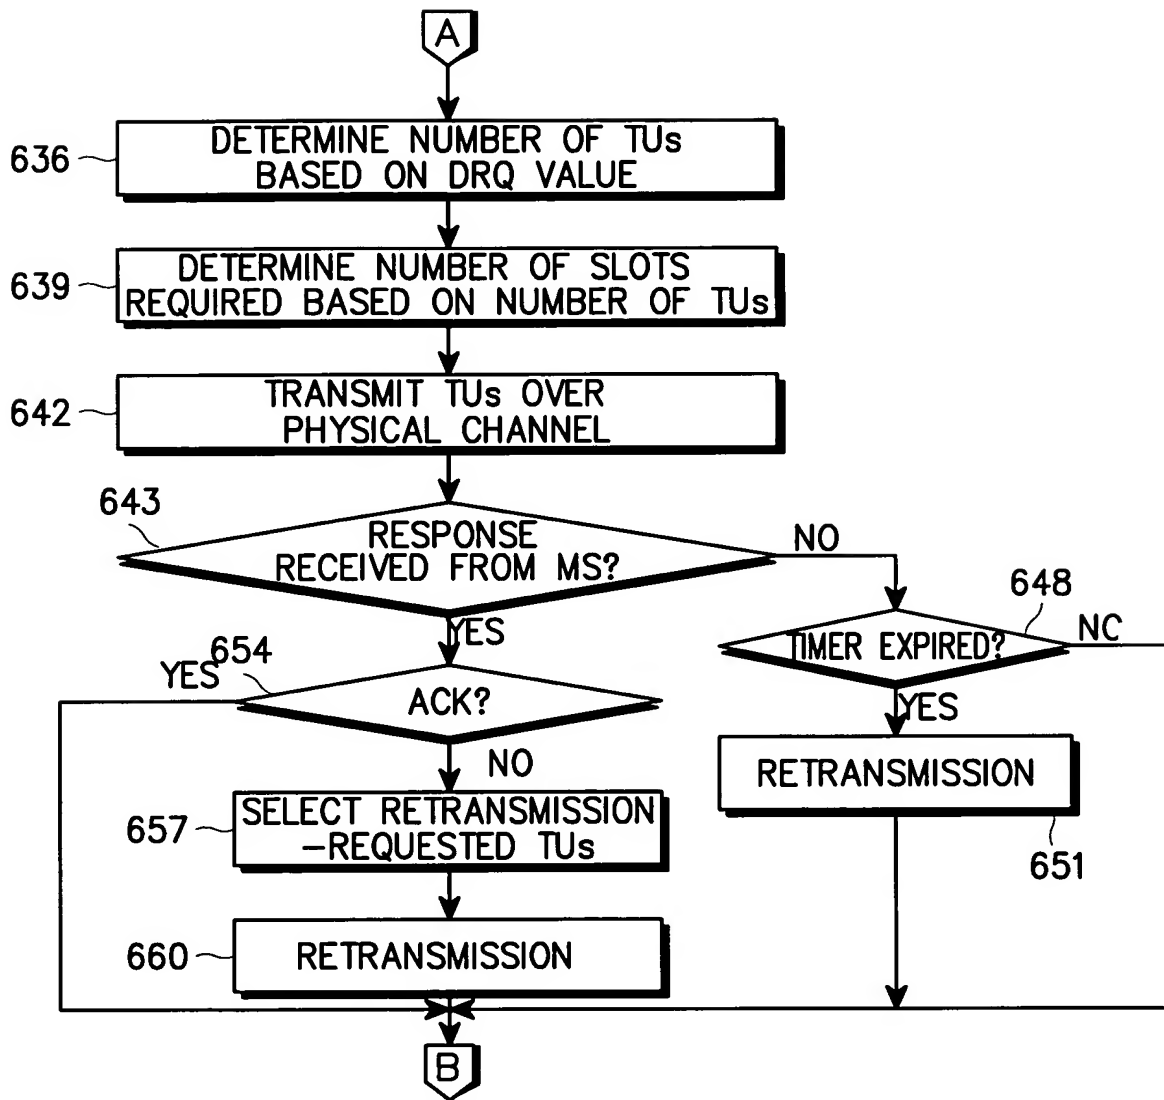 A
636
DETERMINE NUMBER OF TUs
BASED ON DRQ VALUE
639
DETERMINE NUMBER OF SLOTS
REQUIRED BASED ON NUMBER OF TUs
642
TRANSMIT TUs OVER
PHYSICAL CHANNEL
643
RESPONSE
RECEIVED FROM MS?
NO
YES
648
TIMER EXPIRED?
NC
YES
654
YES
ACK?
NO
RETRANSMISSION
651
657
SELECT RETRANSMISSION
-REQUESTED TUs
660
RETRANSMISSION
B